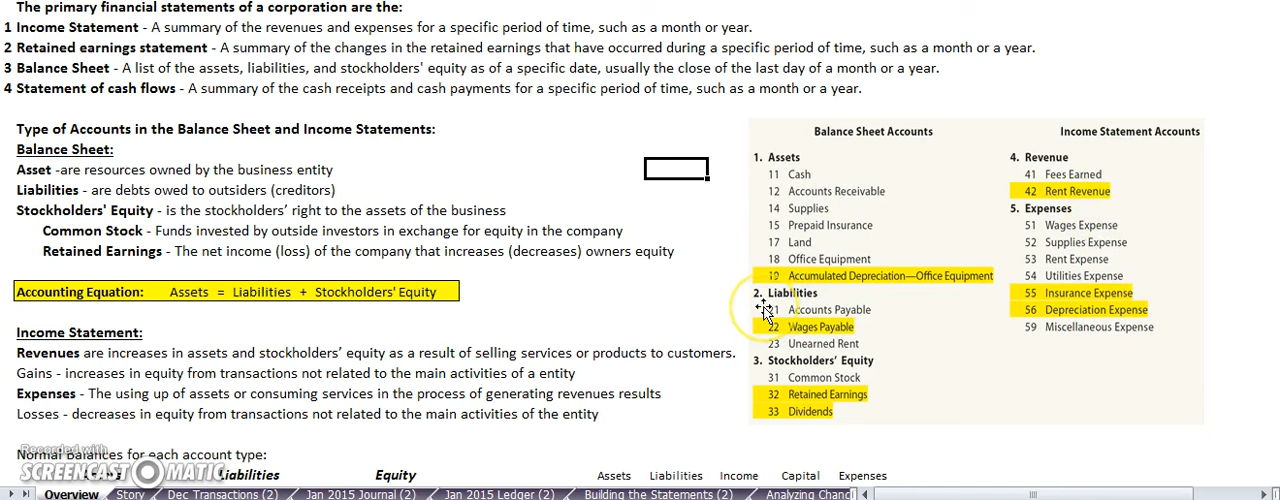 The primary financial statements of a corporation are the:
1 Income Statement - A summary of the revenues and expenses for a specific period of time, such as a month or year.
2 Retained earnings statement - A summary of the changes in the retained earnings that have occurred during a specific period of time, such as a month or a year.
3 Balance Sheet - A list of the assets, liabilities, and stockholders' equity as of a specific date, usually the close of the last day of a month or a year.
4 Statement of cash flows - A summary of the cash receipts and cash payments for a specific period of time, such as a month or a year.
Type of Accounts in the Balance Sheet and Income Statements:
Balance Sheet:
Asset -are resources owned by the business entity
Liabilities - are debts owed to outsiders (creditors)
Stockholders' Equity - is the stockholders’ right to the assets of the business
Common Stock - Funds invested by outside investors in exchange for equity in the company
Retained Earnings - The net income (loss) of the company that increases (decreases) owners equity
Accounting Equation: Assets = Liabilities + Stockholders' Equity
Income Statement:
Revenues are increases in assets and stockholders’ equity as a result of selling services or products to customers.
Gains - increases in equity from transactions not related to the main activities of a entity
Expenses - The using up of assets or consuming services in the process of generating revenues results
Losses - decreases in equity from transactions not related to the main activities of the entity
Balance Sheet Accounts
1. Assets
11 Cash
12 Accounts Receivable
14 Supplies
15 Prepaid Insurance
17 Land
18 Office Equipment
19 Accumulated Depreciation—Office Equipment
2. Liabilities
21 Accounts Payable
22 Wages Payable
23 Unearned Rent
3. Stockholders’ Equity
31 Common Stock
32 Retained Earnings
33 Dividends
Income Statement Accounts
4. Revenue
41 Fees Earned
42 Rent Revenue
5. Expenses
51 Wages Expense
52 Supplies Expense
53 Rent Expense
54 Utilities Expense
55 Insurance Expense
56 Depreciation Expense
59 Miscellaneous Expense
Normal Balances for each account type:
Recorded with
SCREENCAST MATIC
Liabilities Equity
Assets Liabilities Income Capital Expenses
Overview Story Dec Transactions (2) Jan 2015 Journal (2) Jan 2015 Ledger (2) Building the Statements (2) Analyzing Chan